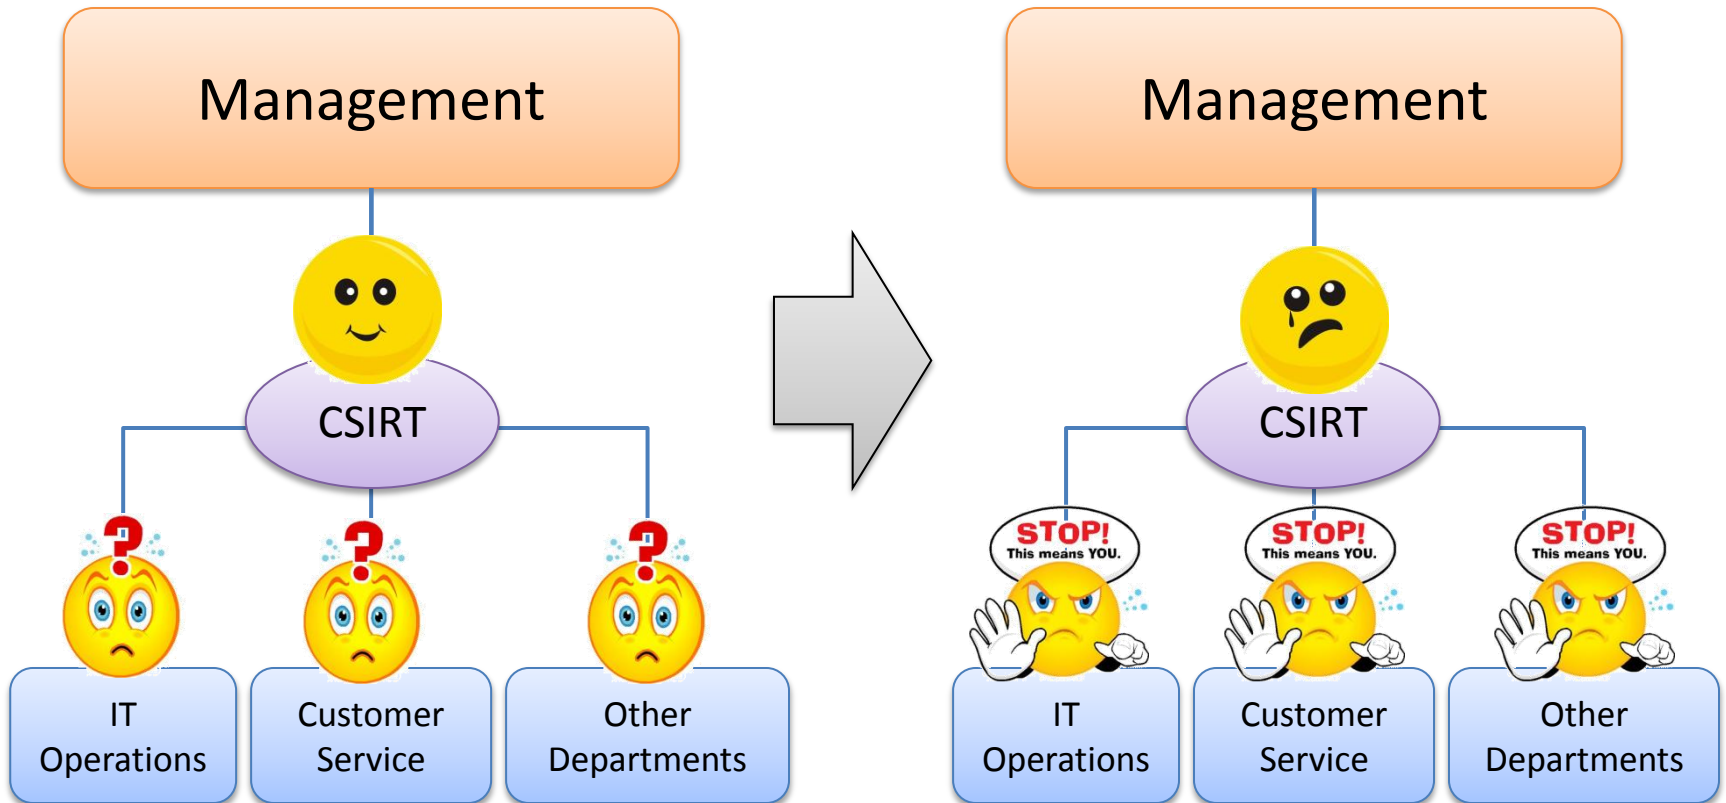 Management
CSIRT
?
?
?
IT
Operations
Customer
Service
Other
Departments
Management
CSIRT
STOP!
This means YOU.
STOP!
This means YOU.
STOP!
This means YOU.
IT
Operations
Customer
Service
Other
Departments